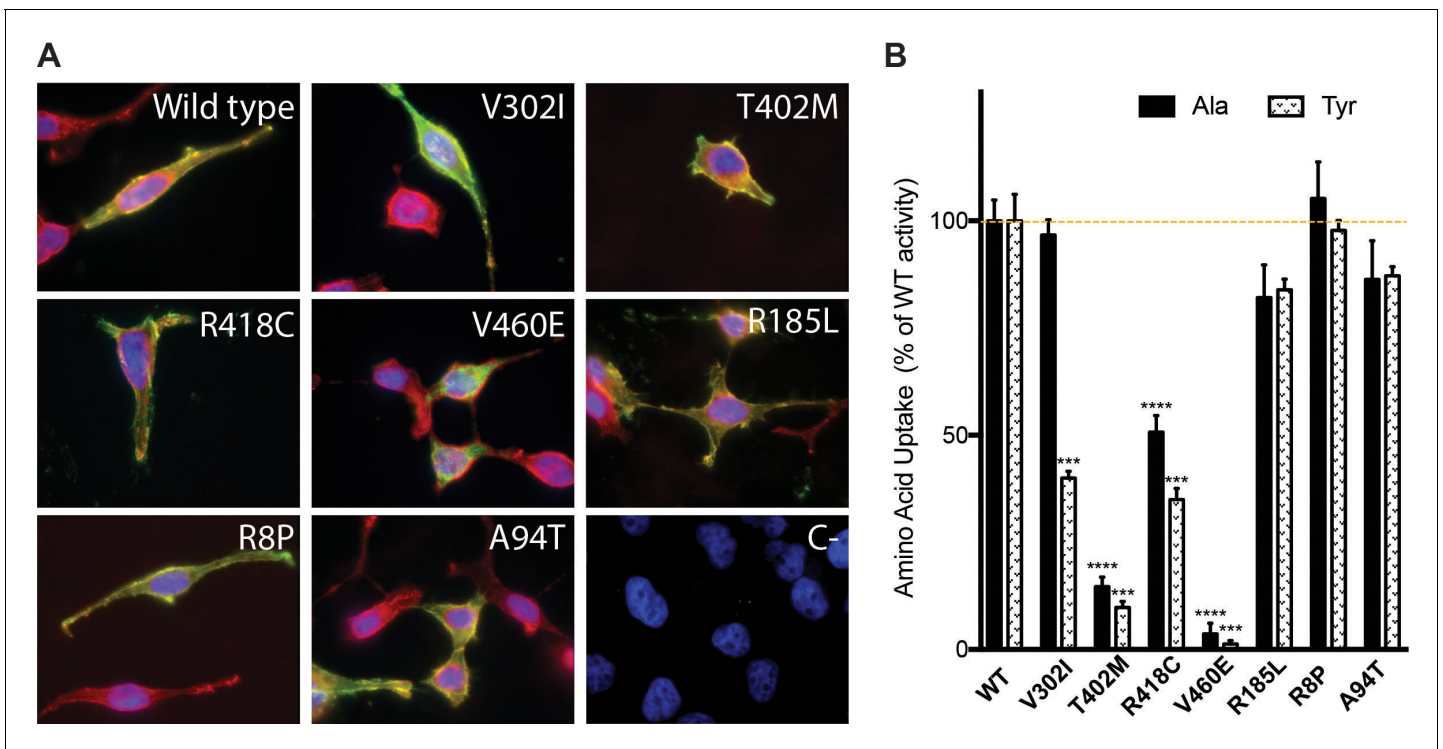 A
Wild type
V302I
T402M
R418C
V460E
R185L
R8P
A94T
C-
B
Ala
Tyr
Amino Acid Uptake (% of WT activity)
100
50
0
****
***
****
***
****
***
***
WT
V302I
T402M
R418C
V460E
R185L
R8P
A94T